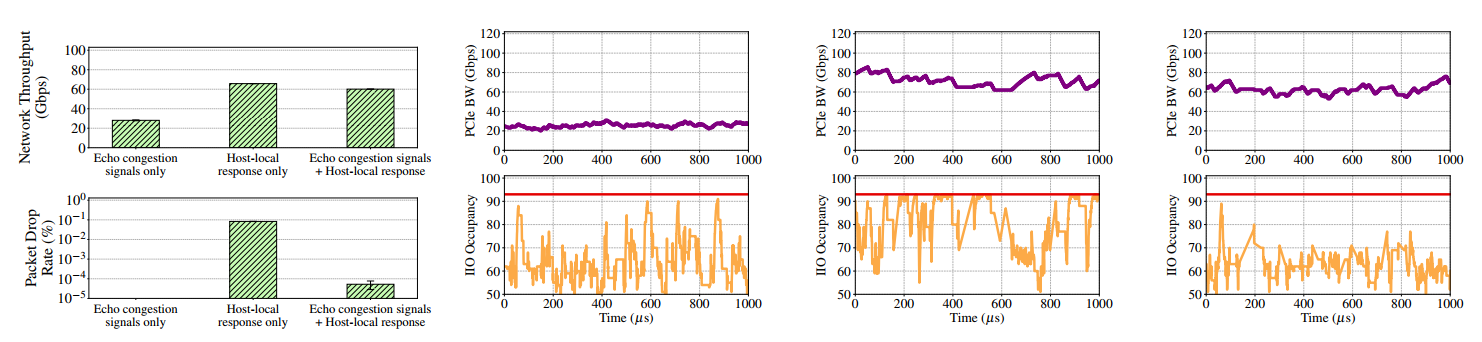 Network Throughput
(Gbps)
100
80
60
40
20
0
Echo congestion
signals only
Host-local
response only
Echo congestion signals
+ Host-local response
Packet Drop
Rate (%)
10⁰
10⁻¹
10⁻²
10⁻³
10⁻⁴
10⁻⁵
Echo congestion
signals only
Host-local
response only
Echo congestion signals
+ Host-local response
PCIe BW (Gbps)
120
100
80
60
40
20
0
0 200 400 600 800 1000
IIO Occupancy
100
90
80
70
60
50
0 200 400 600 800 1000
Time (μs)
PCIe BW (Gbps)
120
100
80
60
40
20
0
0 200 400 600 800 1000
IIO Occupancy
100
90
80
70
60
50
0 200 400 600 800 1000
Time (μs)
PCIe BW (Gbps)
120
100
80
60
40
20
0
0 200 400 600 800 1000
IIO Occupancy
100
90
80
70
60
50
0 200 400 600 800 1000
Time (μs)